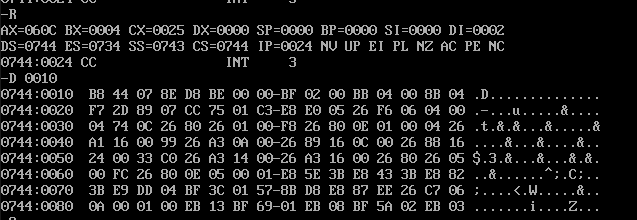 -R
AX=060C BX=0004 CX=0025 DX=0000 SP=0000 BP=0000 SI=0000 DI=0002
DS=0744 ES=0734 SS=0743 CS=0744 IP=0024 NV UP EI PL NZ AC PE NC
0744:0024 CC INT 3
-D 0010
0744:0010 B8 44 07 8E D8 BE 00 00-BF 02 00 BB 04 00 8B 04 .D..............
0744:0020 F7 2D 89 07 CC 75 01 C3-E8 E0 05 26 F6 06 04 00 .-...u.....&....
0744:0030 04 74 0C 26 80 26 01 00-F8 26 80 0E 01 00 04 26 .t.&.&...&.....&
0744:0040 A1 16 00 99 26 A3 0A 00-26 89 16 0C 00 26 88 16 ....&...&....&..
0744:0050 24 00 33 C0 26 A3 14 00-26 A3 16 00 26 80 26 05 $.3.&...&...&.&.
0744:0060 00 FC 26 80 0E 05 00 01-E8 5E 3B E8 43 3B E8 82 ..&......^;.C;..
0744:0070 3B E9 DD 04 BF 3C 01 57-8B D8 E8 87 EE 26 C7 06 ;....<.W.....&..
0744:0080 0A 00 01 00 EB 13 BF 69-01 EB 08 BF 5A 02 EB 03 .......i....Z...